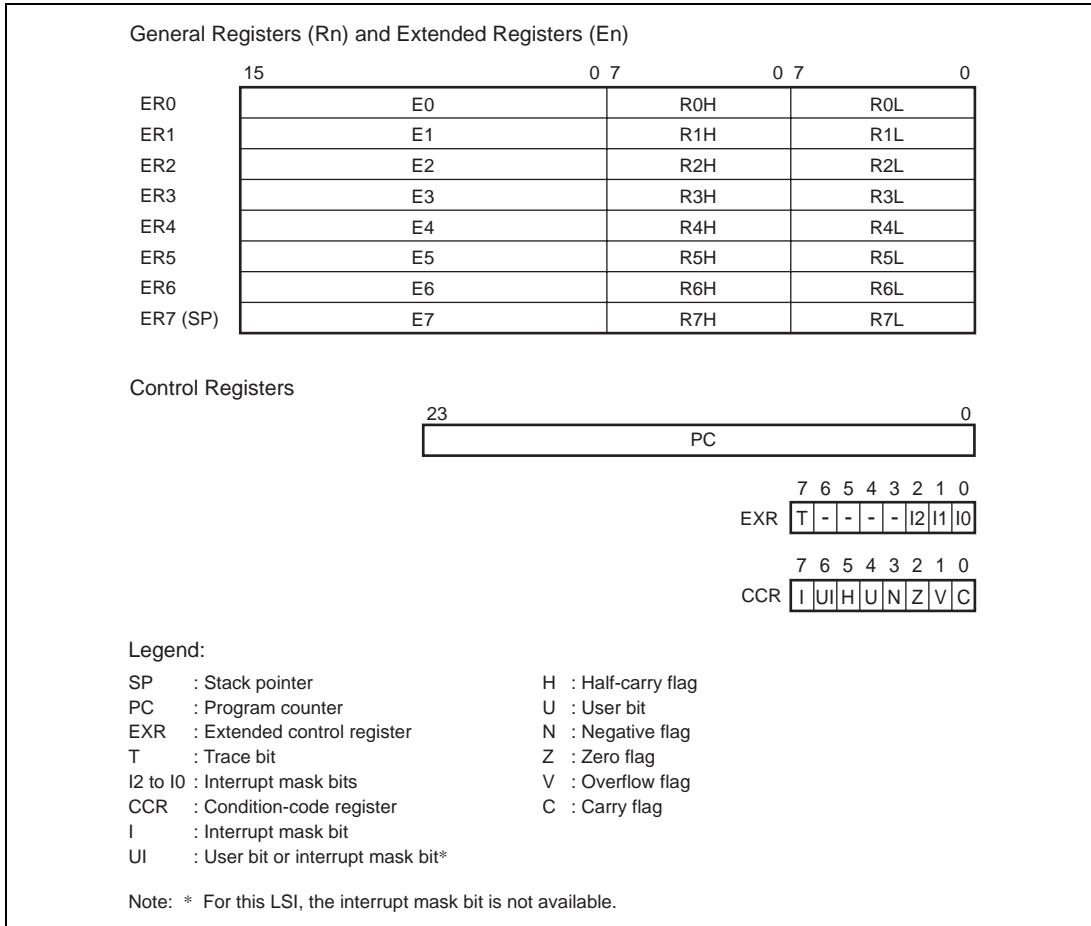 General Registers (Rn) and Extended Registers (En)
15 0 7 0 7 0
ER0 E0 R0H R0L
ER1 E1 R1H R1L
ER2 E2 R2H R2L
ER3 E3 R3H R3L
ER4 E4 R4H R4L
ER5 E5 R5H R5L
ER6 E6 R6H R6L
ER7 (SP) E7 R7H R7L
Control Registers
23 0
PC
7 6 5 4 3 2 1 0
EXR T - - - - I2 I1 I0
7 6 5 4 3 2 1 0
CCR I UI H U N Z V C
Legend:
SP : Stack pointer
PC : Program counter
EXR : Extended control register
T : Trace bit
I2 to I0 : Interrupt mask bits
CCR : Condition-code register
I : Interrupt mask bit
UI : User bit or interrupt mask bit*
H : Half-carry flag
U : User bit
N : Negative flag
Z : Zero flag
V : Overflow flag
C : Carry flag
Note: * For this LSI, the interrupt mask bit is not available.